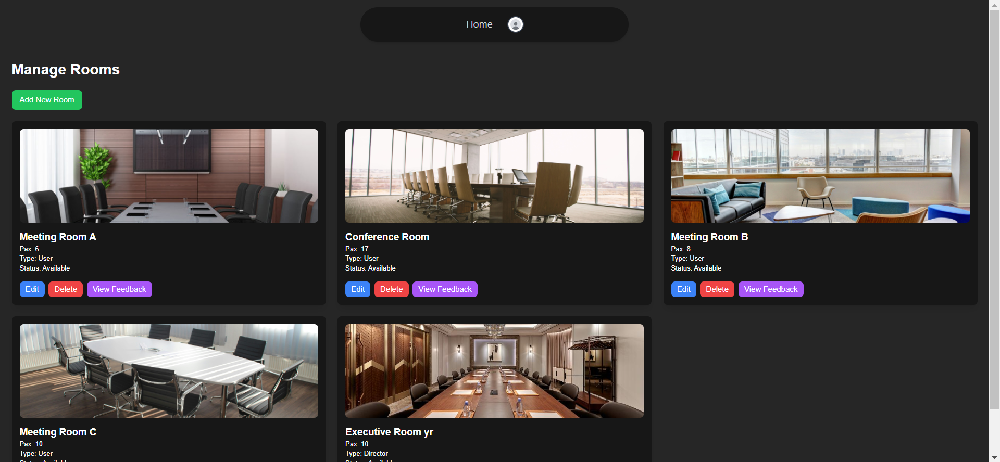 Home
Manage Rooms
Add New Room
Meeting Room A
Pax: 6
Type: User
Status: Available
Edit Delete View Feedback
Conference Room
Pax: 17
Type: User
Status: Available
Edit Delete View Feedback
Meeting Room B
Pax: 8
Type: User
Status: Available
Edit Delete View Feedback
Meeting Room C
Pax: 10
Type: User
Executive Room yr
Pax: 10
Type: Director